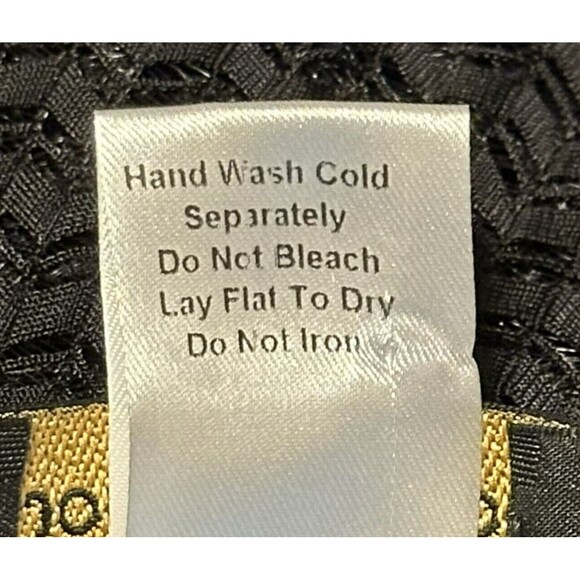 Hand Wash Cold
Separately
Do Not Bleach
Lay Flat To Dry
Do Not Iron